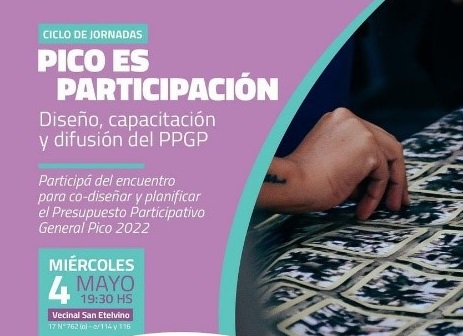 CICLO DE JORNADAS
PICO ES
PARTICIPACIÓN
Diseño, capacitación
y difusión del PPGP
Participá del encuentro
para co-diseñar y planificar
el Presupuesto Participativo
General Pico 2022
MIÉRCOLES
4 MAYO
19:30 HS
Vecinal San Etelvino
17 N° 762 (o) - e/114 y 116